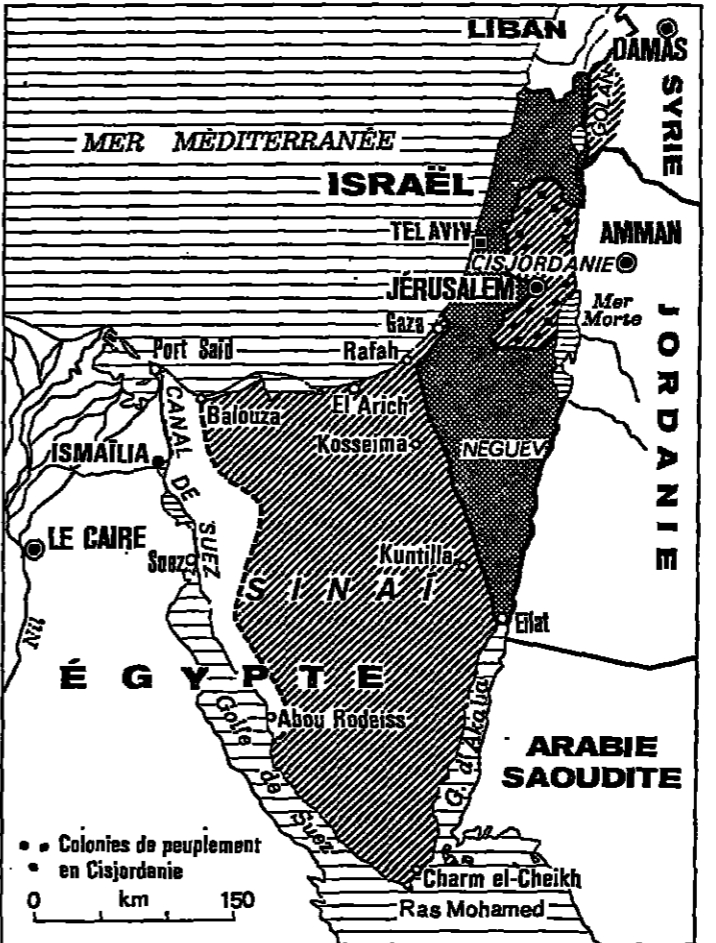 LIBAN
DAMAS
SYRIE
GOLAN
MER MÉDITERRANÉE
ISRAËL
TEL AVIV
AMMAN
CISJORDANIE
JÉRUSALEM
Mer
Morte
Gaza
JORDANIE
Port Saïd
Rafah
Balouza
El Arich
CANAL DE SUEZ
Kosseima
NÉGUEV
ISMAÏLIA
LE CAIRE
Suez
Kuntilla
SINAÏ
Eilat
Nil
ÉGYPTE
Abou Rodeiss
Golfe de Suez
G. d'Akaba
ARABIE
SAOUDITE
Colonies de peuplement
en Cisjordanie
0 km 150
Charm el-Cheikh
Ras Mohamed